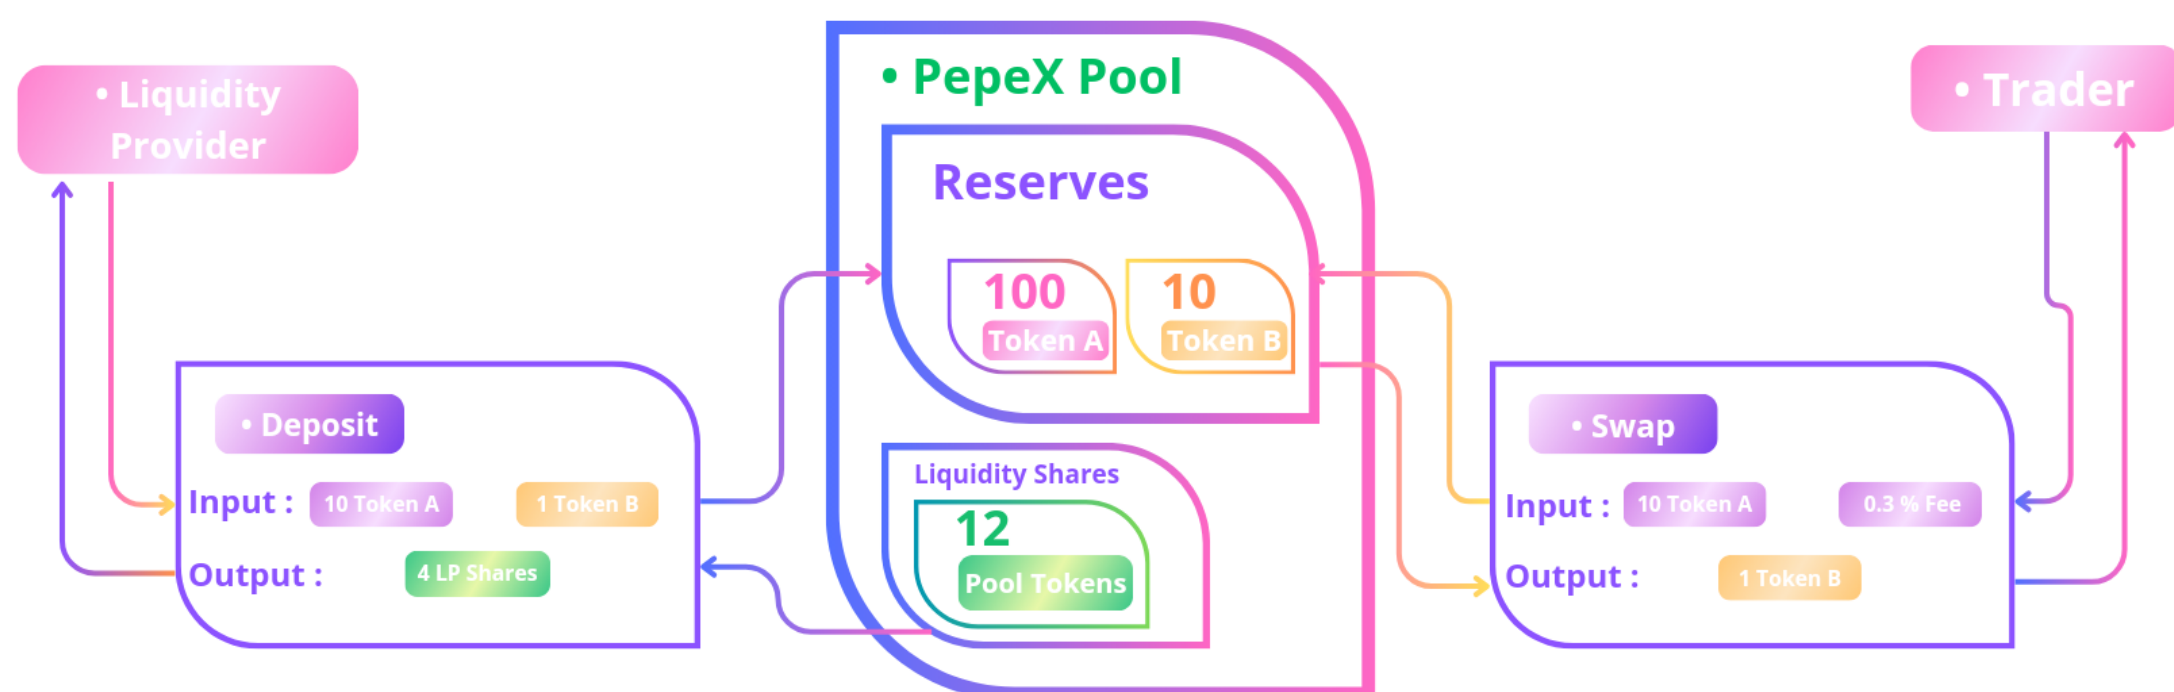 • Liquidity
Provider
• PepeX Pool
• Trader
Reserves
100
Token A
10
Token B
• Deposit
Input :
10 Token A
1 Token B
Output :
4 LP Shares
Liquidity Shares
12
Pool Tokens
• Swap
Input :
10 Token A
0.3 % Fee
Output :
1 Token B